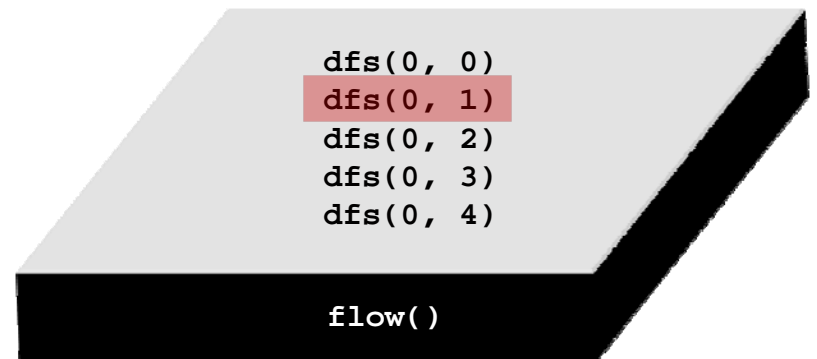 dfs(0, 0)
dfs(0, 1)
dfs(0, 2)
dfs(0, 3)
dfs(0, 4)
flow()